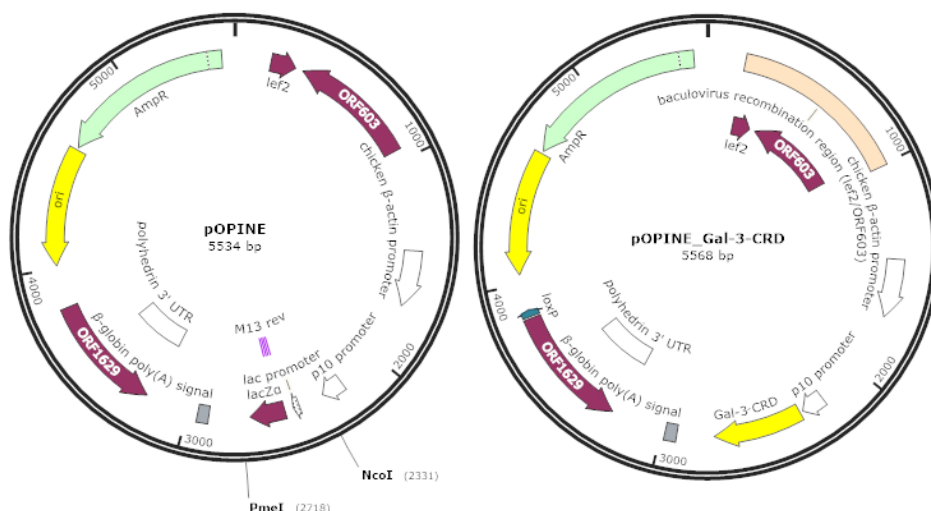 5000
AmpR
lef2
ORF603
1000
chicken β-actin promoter
ori
pOPINE
5534 bp
4000
polyhedrin 3' UTR
ORF1629
β-globin poly(A) signal
M13 rev
lac promoter
lacZα
p10 promoter
2000
3000
NcoI (2331)
PmeI (2718)
5000
AmpR
baculovirus recombination
region (lef2/ORF603)
lef2
ORF603
1000
chicken β-actin promoter
ori
pOPINE_Gal-3-CRD
5568 bp
4000
loxP
polyhedrin 3' UTR
ORF1629
β-globin poly(A) signal
Gal-3-CRD
p10 promoter
2000
3000